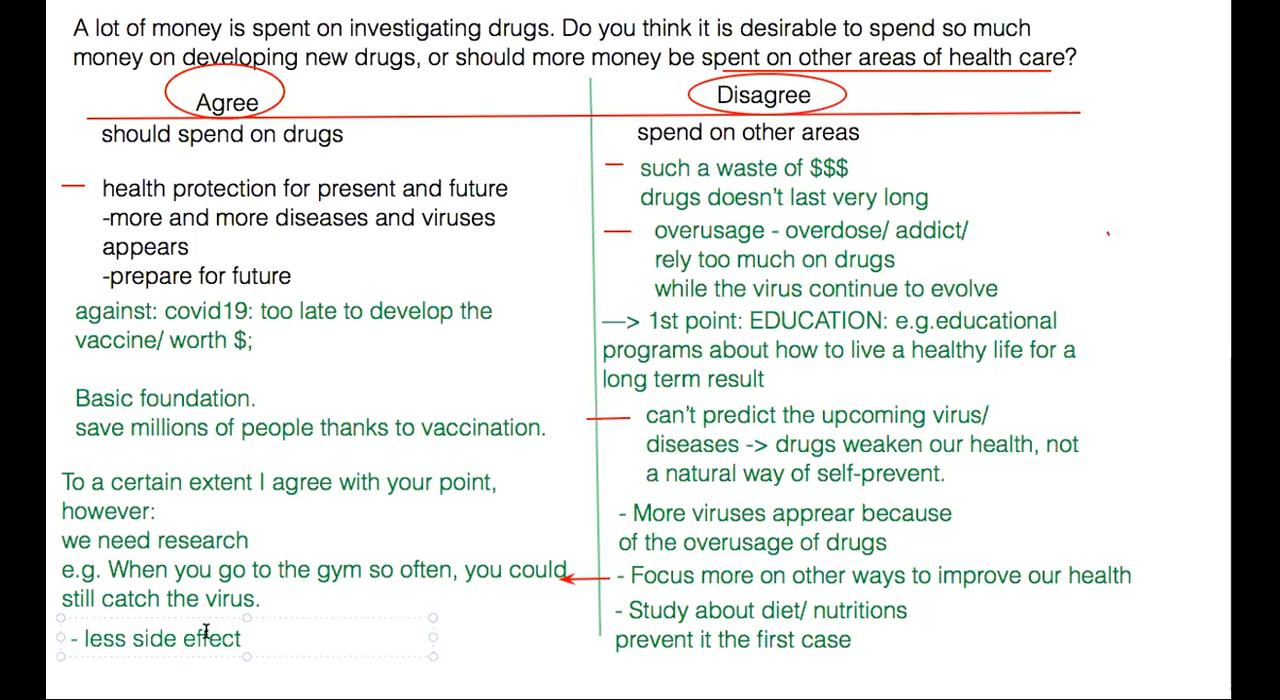 A lot of money is spent on investigating drugs. Do you think it is desirable to spend so much
money on developing new drugs, or should more money be spent on other areas of health care?
Agree
should spend on drugs
health protection for present and future
-more and more diseases and viruses
appears
-prepare for future
against: covid19: too late to develop the
vaccine/ worth $;
Basic foundation.
save millions of people thanks to vaccination.
To a certain extent I agree with your point,
however:
we need research
e.g. When you go to the gym so often, you could
still catch the virus.
- less side effect
Disagree
spend on other areas
such a waste of $$$
drugs doesn't last very long
overusage - overdose/ addict/
rely too much on drugs
while the virus continue to evolve
—> 1st point: EDUCATION: e.g.educational
programs about how to live a healthy life for a
long term result
can't predict the upcoming virus/
diseases -> drugs weaken our health, not
a natural way of self-prevent.
- More viruses apprear because
of the overusage of drugs
- Focus more on other ways to improve our health
- Study about diet/ nutritions
prevent it the first case